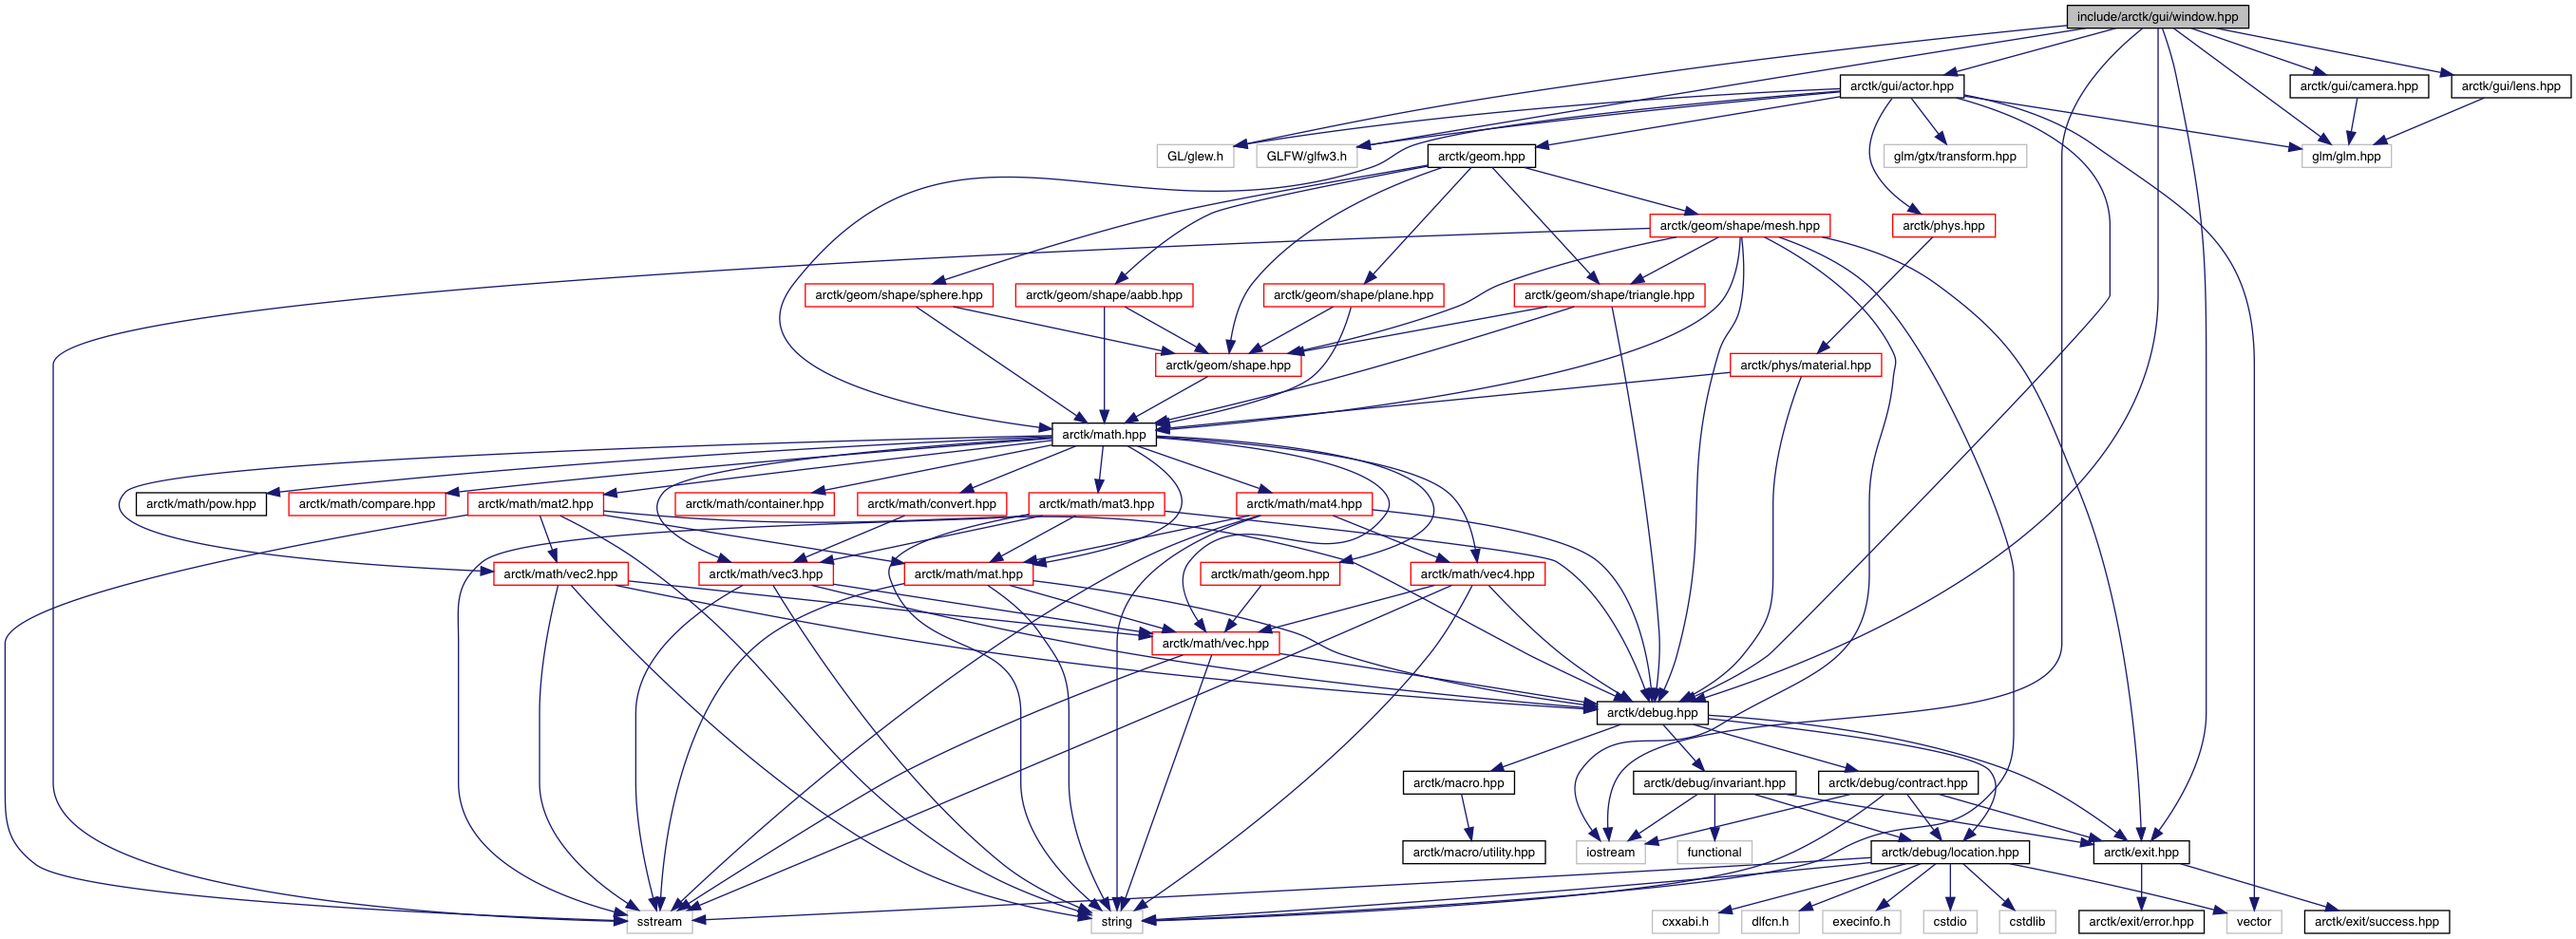 include/arctk/gui/window.hpp
arctk/gui/actor.hpp
arctk/gui/camera.hpp
arctk/gui/lens.hpp
GL/glew.h
GLFW/glfw3.h
arctk/geom.hpp
glm/gtx/transform.hpp
glm/glm.hpp
arctk/geom/shape/mesh.hpp
arctk/phys.hpp
arctk/geom/shape/sphere.hpp
arctk/geom/shape/aabb.hpp
arctk/geom/shape/plane.hpp
arctk/geom/shape/triangle.hpp
arctk/geom/shape.hpp
arctk/phys/material.hpp
arctk/math.hpp
arctk/math/pow.hpp
arctk/math/compare.hpp
arctk/math/mat2.hpp
arctk/math/container.hpp
arctk/math/convert.hpp
arctk/math/mat3.hpp
arctk/math/mat4.hpp
arctk/math/vec2.hpp
arctk/math/vec3.hpp
arctk/math/mat.hpp
arctk/math/geom.hpp
arctk/math/vec4.hpp
arctk/math/vec.hpp
arctk/debug.hpp
arctk/macro.hpp
arctk/debug/invariant.hpp
arctk/debug/contract.hpp
arctk/macro/utility.hpp
iostream
functional
arctk/debug/location.hpp
arctk/exit.hpp
sstream
string
cxxabi.h
dlfcn.h
execinfo.h
cstdio
cstdlib
arctk/exit/error.hpp
vector
arctk/exit/success.hpp